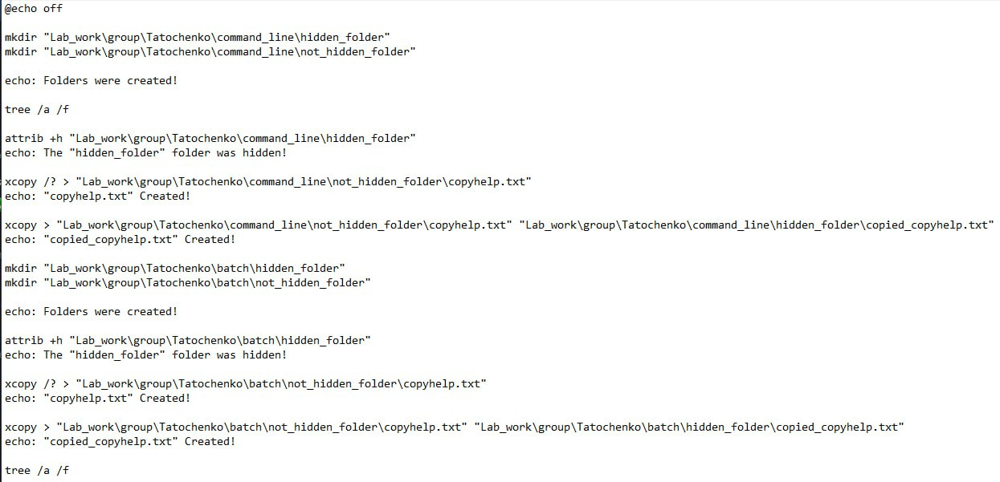 @echo off
mkdir "Lab_work\group\Tatochenko\command_line\hidden_folder"
mkdir "Lab_work\group\Tatochenko\command_line\not_hidden_folder"
echo: Folders were created!
tree /a /f
attrib +h "Lab_work\group\Tatochenko\command_line\hidden_folder"
echo: The "hidden_folder" folder was hidden!
xcopy /? > "Lab_work\group\Tatochenko\command_line\not_hidden_folder\copyhelp.txt"
echo: "copyhelp.txt" Created!
xcopy > "Lab_work\group\Tatochenko\command_line\not_hidden_folder\copyhelp.txt" "Lab_work\group\Tatochenko\command_line\hidden_folder\copied_copyhelp.txt"
echo: "copied_copyhelp.txt" Created!
mkdir "Lab_work\group\Tatochenko\batch\hidden_folder"
mkdir "Lab_work\group\Tatochenko\batch\not_hidden_folder"
echo: Folders were created!
attrib +h "Lab_work\group\Tatochenko\batch\hidden_folder"
echo: The "hidden_folder" folder was hidden!
xcopy /? > "Lab_work\group\Tatochenko\batch\not_hidden_folder\copyhelp.txt"
echo: "copyhelp.txt" Created!
xcopy > "Lab_work\group\Tatochenko\batch\not_hidden_folder\copyhelp.txt" "Lab_work\group\Tatochenko\batch\hidden_folder\copied_copyhelp.txt"
echo: "copied_copyhelp.txt" Created!
tree /a /f